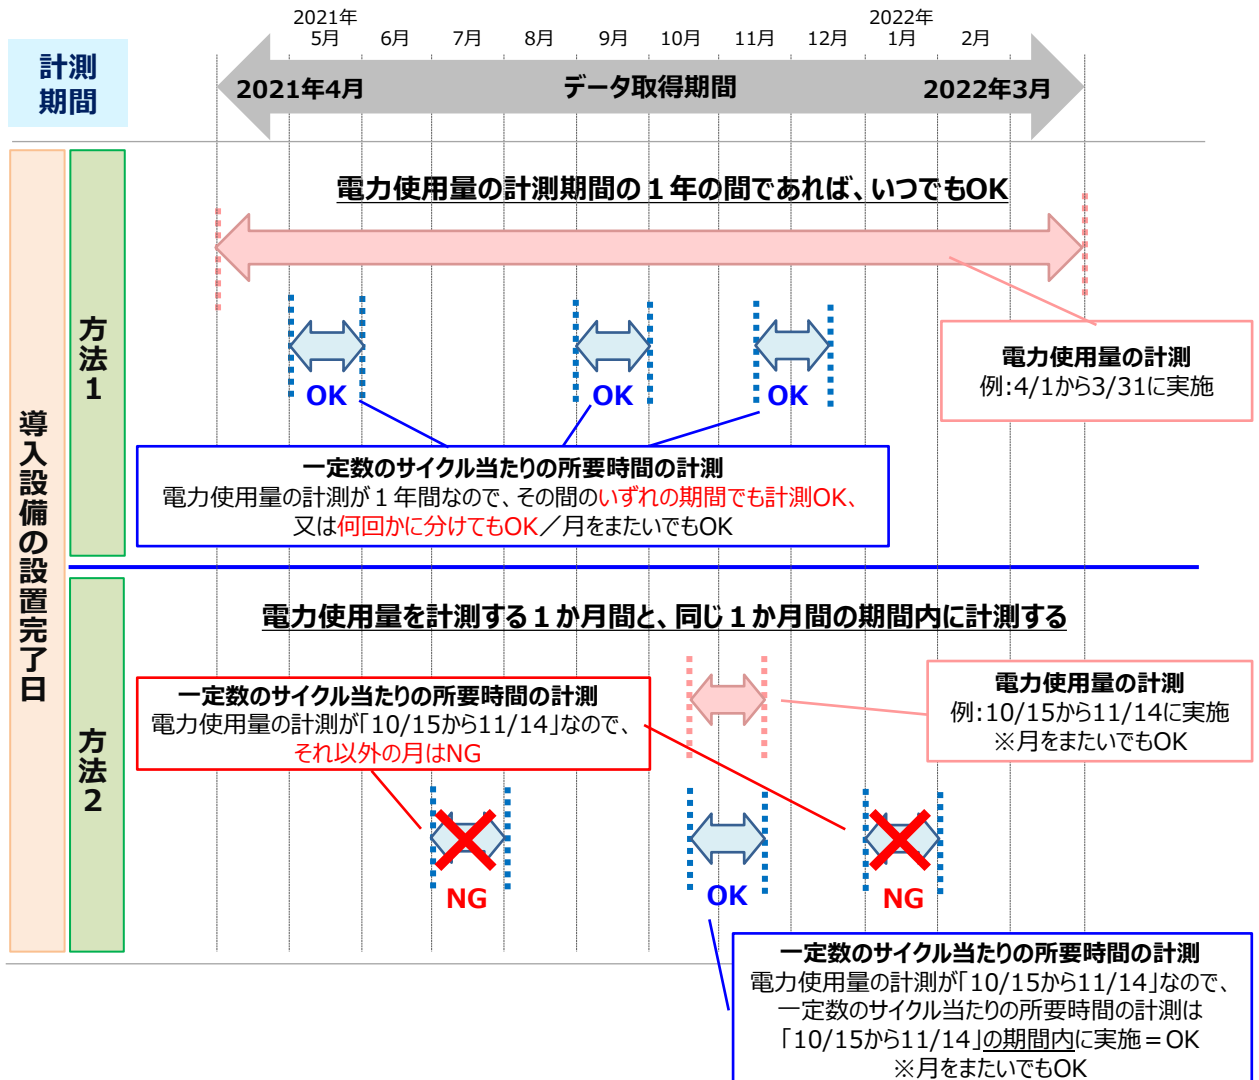 2021年
5月
6月
7月
8月
9月
10月
11月
12月
2022年
1月
2月
計測
期間
2021年4月
データ取得期間
2022年3月
導入設備の設置完了日
方法1
電力使用量の計測期間の１年の間であれば、いつでもOK
電力使用量の計測
例:4/1から3/31に実施
OK
OK
OK
一定数のサイクル当たりの所要時間の計測
電力使用量の計測が１年間なので、その間のいずれの期間でも計測OK、
又は何回かに分けてもOK／月をまたいでもOK
方法2
電力使用量を計測する１か月間と、同じ１か月間の期間内に計測する
一定数のサイクル当たりの所要時間の計測
電力使用量の計測が「10/15から11/14」なので、
それ以外の月はNG
電力使用量の計測
例:10/15から11/14に実施
※月をまたいでもOK
NG
OK
NG
一定数のサイクル当たりの所要時間の計測
電力使用量の計測が「10/15から11/14」なので、
一定数のサイクル当たりの所要時間の計測は
「10/15から11/14」の期間内に実施＝OK
※月をまたいでもOK